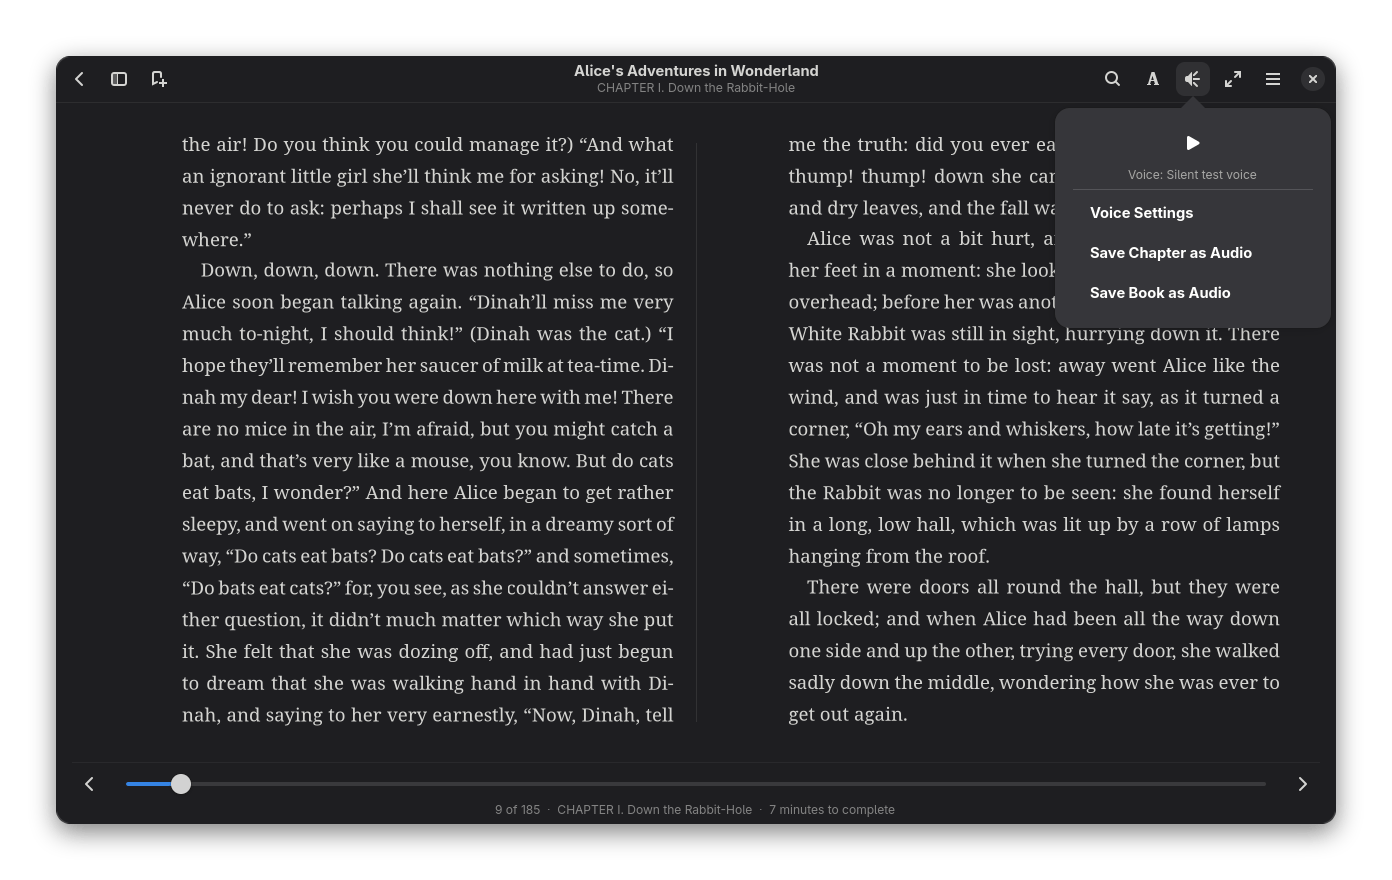 Alice's Adventures in Wonderland
CHAPTER I. Down the Rabbit-Hole
A
the air! Do you think you could manage it?) “And what
an ignorant little girl she’ll think me for asking! No, it’ll
never do to ask: perhaps I shall see it written up some-
where.”
Down, down, down. There was nothing else to do, so
Alice soon began talking again. “Dinah’ll miss me very
much to-night, I should think!” (Dinah was the cat.) “I
hope they’ll remember her saucer of milk at tea-time. Di-
nah my dear! I wish you were down here with me! There
are no mice in the air, I’m afraid, but you might catch a
bat, and that’s very like a mouse, you know. But do cats
eat bats, I wonder?” And here Alice began to get rather
sleepy, and went on saying to herself, in a dreamy sort of
way, “Do cats eat bats? Do cats eat bats?” and sometimes,
“Do bats eat cats?” for, you see, as she couldn’t answer ei-
ther question, it didn’t much matter which way she put
it. She felt that she was dozing off, and had just begun
to dream that she was walking hand in hand with Di-
nah, and saying to her very earnestly, “Now, Dinah, tell
me the truth: did you ever
thump! thump! down she
and dry leaves, and the fall
Alice was not a bit hurt,
her feet in a moment: she
overhead; before her was
White Rabbit was still in sight, hurrying down it. There
was not a moment to be lost: away went Alice like the
wind, and was just in time to hear it say, as it turned a
corner, “Oh my ears and whiskers, how late it’s getting!”
She was close behind it when she turned the corner, but
the Rabbit was no longer to be seen: she found herself
in a long, low hall, which was lit up by a row of lamps
hanging from the roof.
There were doors all round the hall, but they were
all locked; and when Alice had been all the way down
one side and up the other, trying every door, she walked
sadly down the middle, wondering how she was ever to
get out again.
Voice: Silent test voice
Voice Settings
Save Chapter as Audio
Save Book as Audio
9 of 185 · CHAPTER I. Down the Rabbit-Hole · 7 minutes to complete